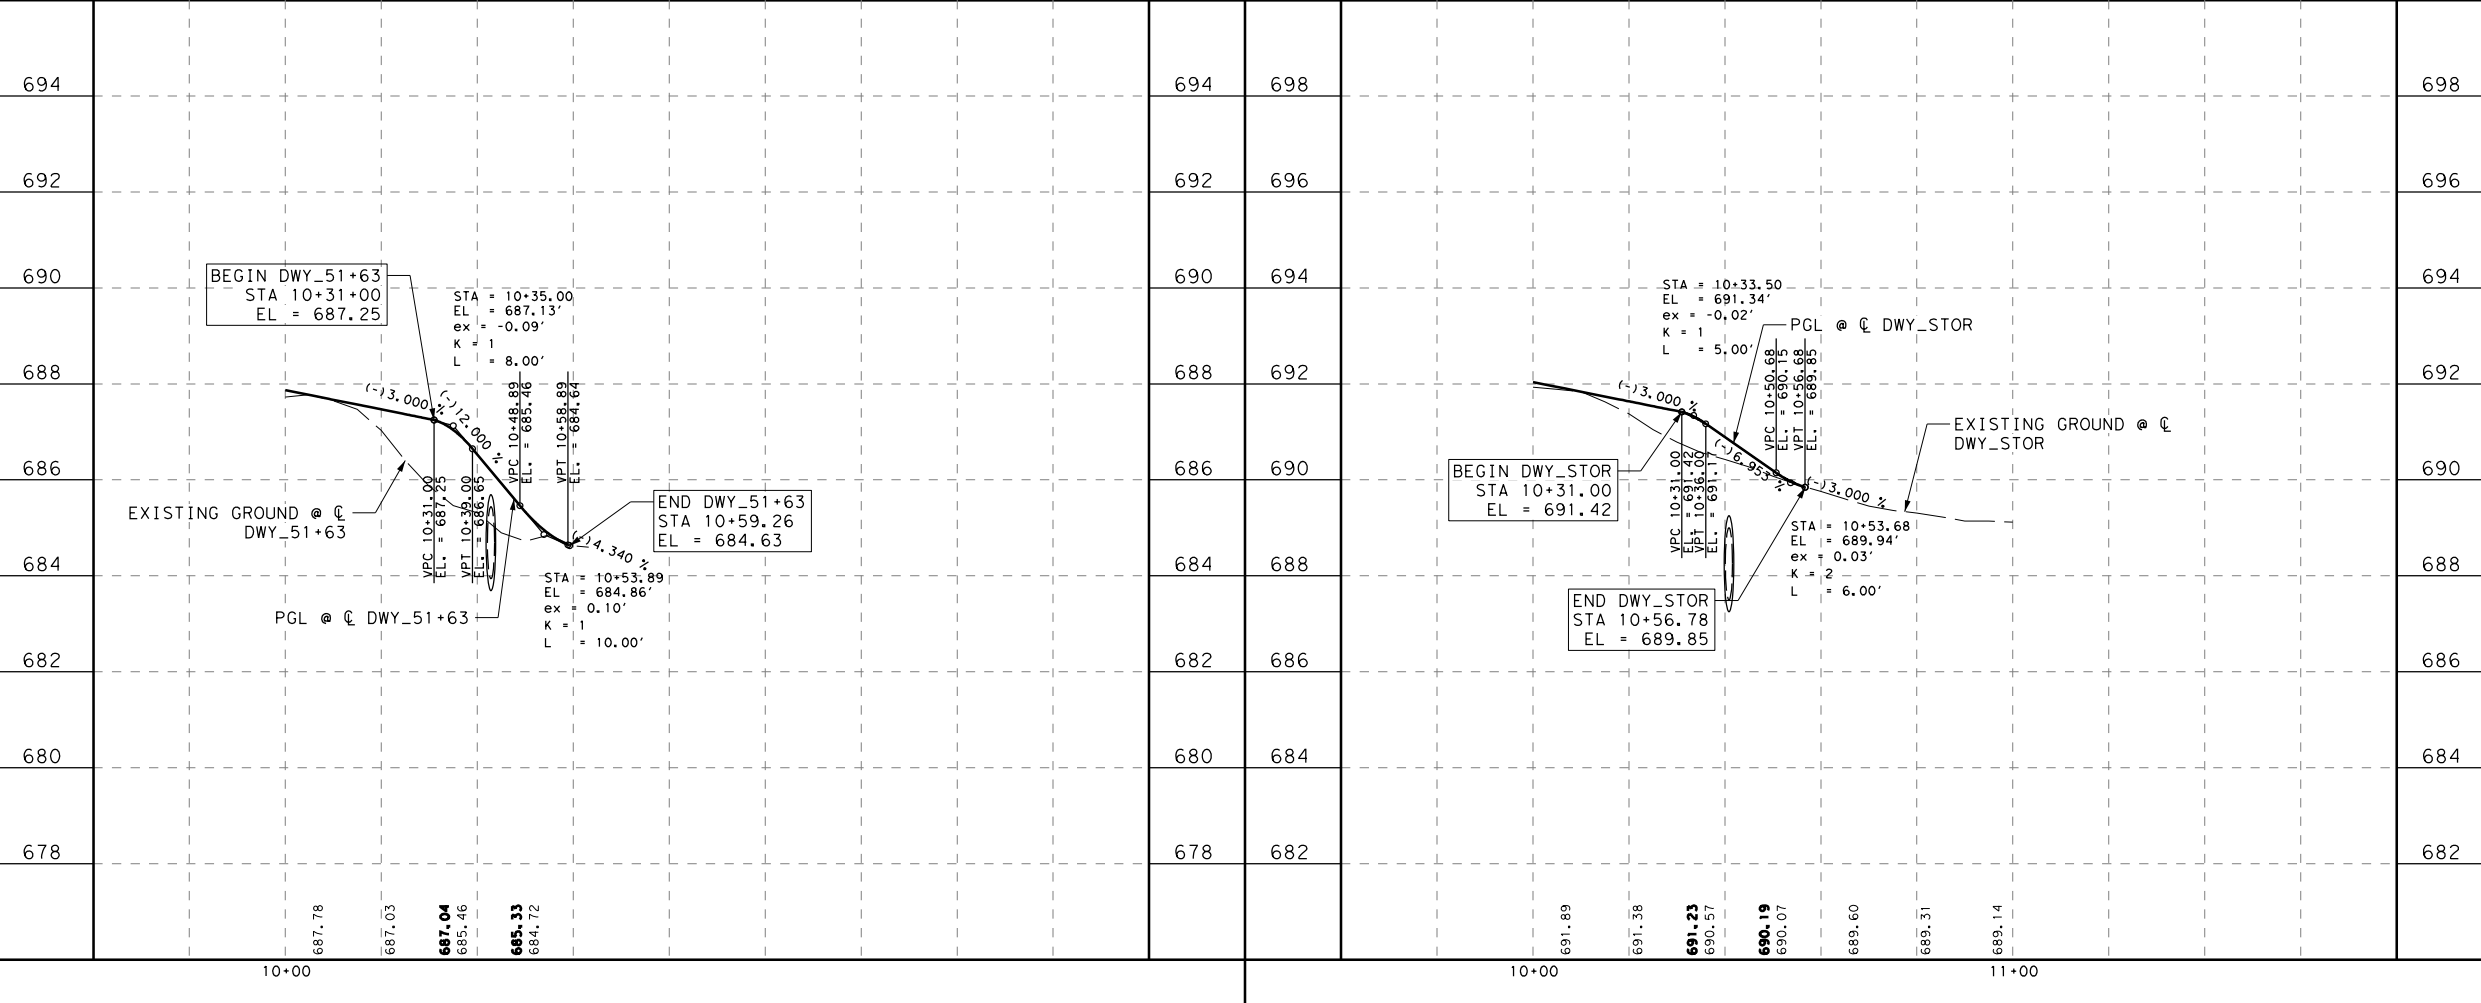 694
692
690
688
686
684
682
680
678
BEGIN DWY_51+63
STA 10+31+00
EL = 687.25
STA = 10+35.00
EL = 687.13'
ex = -0.09'
K = 1
L = 8.00'
(-)3.000 %
(-)12.000 %
VPC 10+48.89
EL. = 685.46
VPT 10+58.89
EL. = 684.64
VPC 10+31.00
EL. = 687.25
VPT 10+39.00
EL. = 686.65
EXISTING GROUND @ ℄
DWY_51+63
END DWY_51+63
STA 10+59.26
EL = 684.63
(-)4.340 %
STA = 10+53.89
EL = 684.86'
ex = 0.10'
K = 1
L = 10.00'
PGL @ ℄ DWY_51+63
687.78
687.03
687.04
685.46
685.33
684.72
10+00
694
692
690
688
686
684
682
680
678
698
696
694
692
690
688
686
684
682
STA = 10+33.50
EL = 691.34'
ex = -0.02'
K = 1
L = 5.00'
PGL @ ℄ DWY_STOR
(-)3.000 %
(-)6.953 %
VPC 10+50.68
EL. = 690.15
VPT 10+56.68
EL. = 689.85
VPC 10+31.00
EL. = 691.42
VPT 10+36.00
EL. = 691.17
BEGIN DWY_STOR
STA 10+31.00
EL = 691.42
EXISTING GROUND @ ℄
DWY_STOR
(-)3.000 %
STA = 10+53.68
EL = 689.94'
ex = 0.03'
K = 2
L = 6.00'
END DWY_STOR
STA 10+56.78
EL = 689.85
691.89
691.38
691.23
690.57
690.19
690.07
689.60
689.31
689.14
10+00
11+00
698
696
694
692
690
688
686
684
682